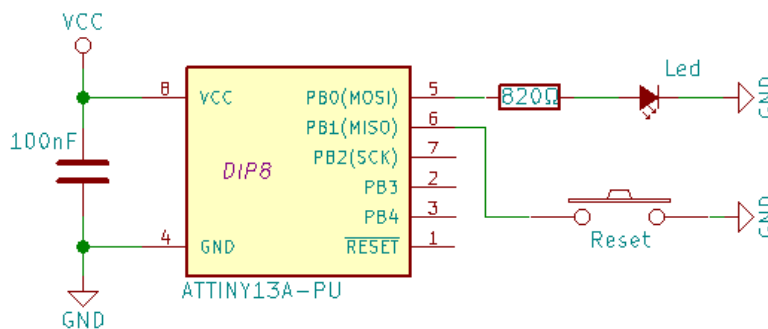 VCC
8
VCC
PB0(MOSI)
5
820Ω
Led
GND
PB1(MISO)
6
100nF
DIP8
PB2(SCK)
7
PB3
2
PB4
3
4
GND
RESET
1
Reset
GND
ATTINY13A-PU
GND